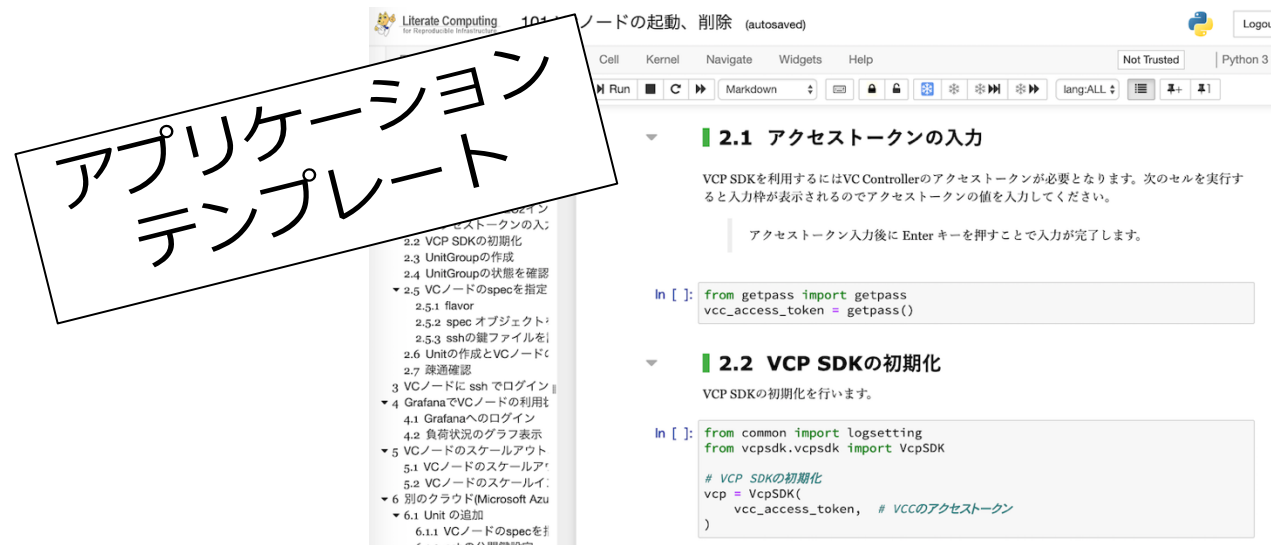 Literate Computing
for Reproducible Infrastructure
ノードの起動、削除 (autosaved)
アプリケーション
テンプレート
Cell Kernel Navigate Widgets Help
Not Trusted
Python 3
Run
Markdown
lang:ALL
2.2 VCP SDKの初期化
2.3 UnitGroupの作成
2.4 UnitGroupの状態を確認
2.5 VCノードのspecを指定
2.5.1 flavor
2.5.2 spec オブジェクト
2.5.3 sshの鍵ファイルを
2.6 Unitの作成とVCノードの
2.7 疎通確認
3 VCノードに ssh でログイン
4 GrafanaでVCノードの利用状
4.1 Grafanaへのログイン
4.2 負荷状況のグラフ表示
5 VCノードのスケールアウト
5.1 VCノードのスケールア
5.2 VCノードのスケールイ
6 別のクラウド(Microsoft Azu
6.1 Unit の追加
6.1.1 VCノードのspecを
2.1 アクセストークンの入力
VCP SDKを利用するにはVC Controllerのアクセストークンが必要となります。次のセルを実行す
ると入力枠が表示されるのでアクセストークンの値を入力してください。
アクセストークン入力後に Enter キーを押すことで入力が完了します。
In [ ]: from getpass import getpass
vcc_access_token = getpass()
2.2 VCP SDKの初期化
VCP SDKの初期化を行います。
In [ ]: from common import logsetting
from vcpsdk.vcpsdk import VcpSDK
# VCP SDKの初期化
vcp = VcpSDK(
vcc_access_token, # VCCのアクセストークン
)